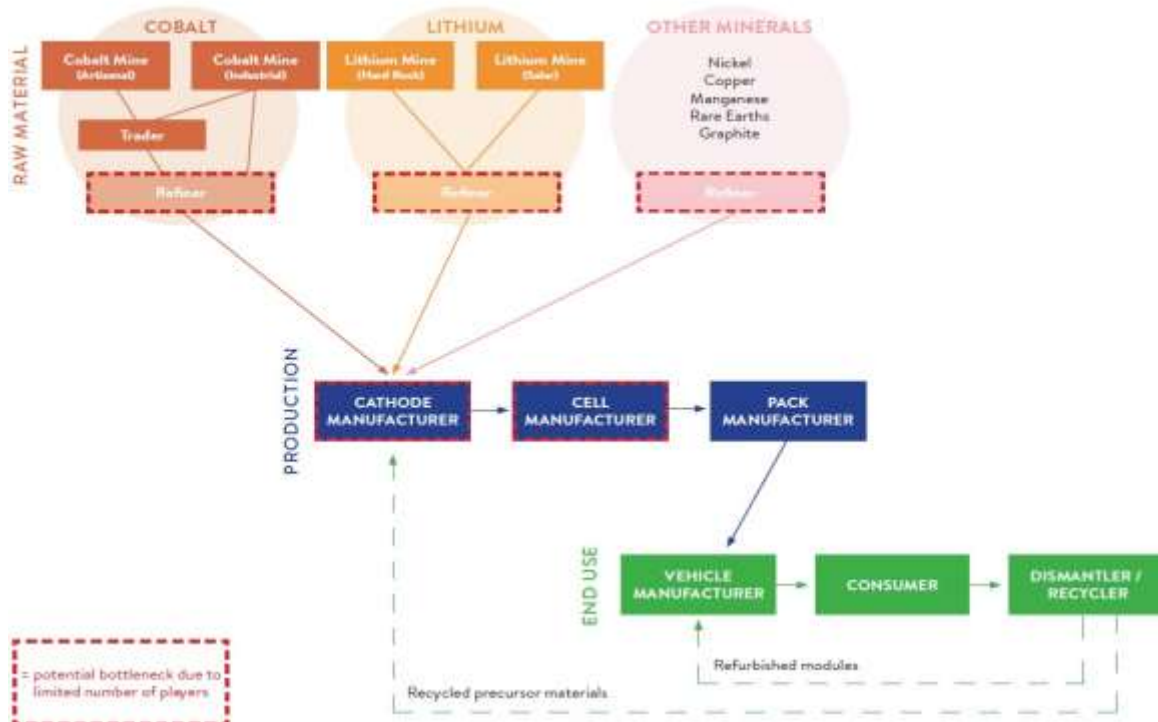 RAW MATERIAL
COBALT
Cobalt Mine
(Artisanal)
Cobalt Mine
(Industrial)
Trader
Refiner
LITHIUM
Lithium Mine
(Hard Rock)
Lithium Mine
(Salar)
Refiner
OTHER MINERALS
Nickel
Copper
Manganese
Rare Earths
Graphite
Refiner
PRODUCTION
CATHODE
MANUFACTURER
CELL
MANUFACTURER
PACK
MANUFACTURER
END USE
VEHICLE
MANUFACTURER
CONSUMER
DISMANTLER /
RECYCLER
Refurbished modules
Recycled precursor materials
= potential bottleneck due to
limited number of players